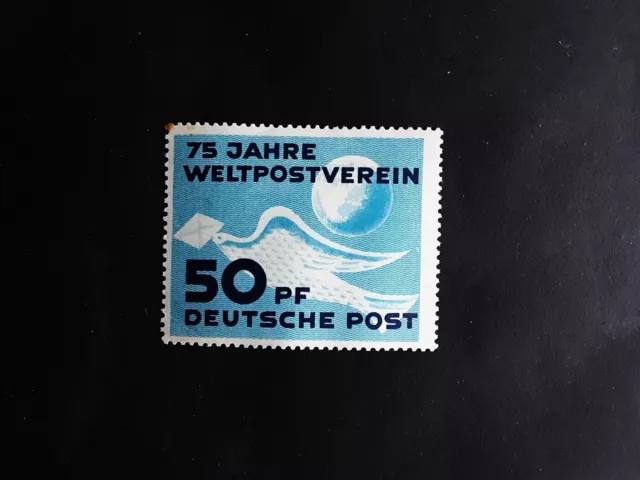 75 JAHRE
WELTPOSTVEREIN
50 PF
DEUTSCHE POST